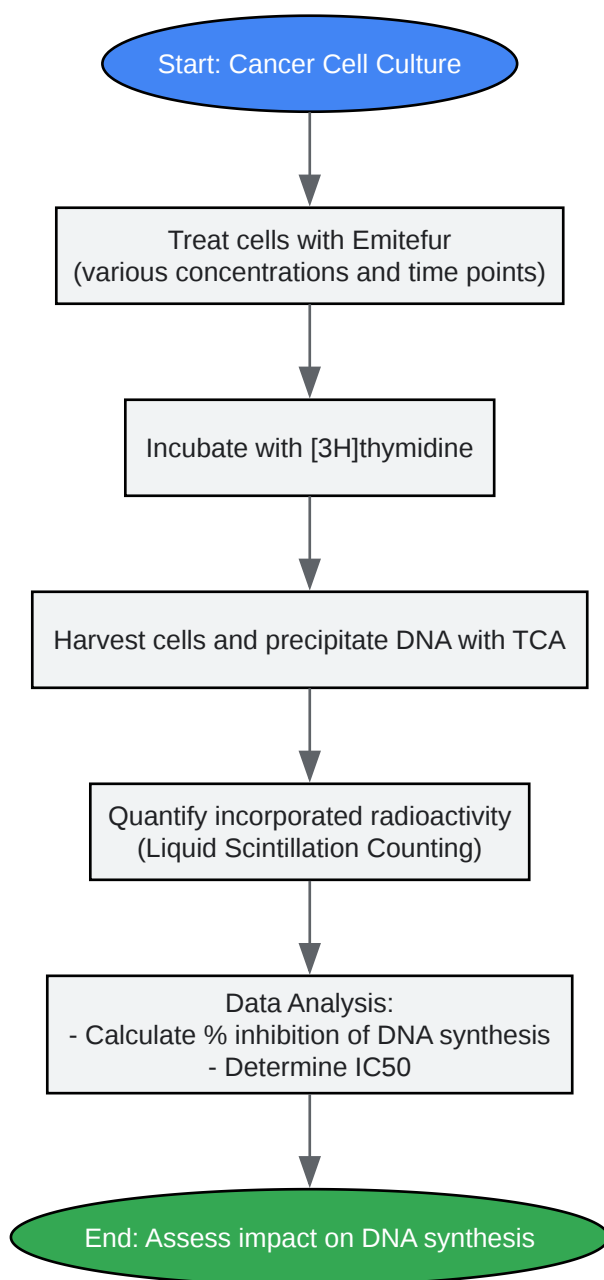 Start: Cancer Cell Culture
Treat cells with Emitefur
(various concentrations and time points)
Incubate with [3H]thymidine
Harvest cells and precipitate DNA with TCA
Quantify incorporated radioactivity
(Liquid Scintillation Counting)
Data Analysis:
- Calculate % inhibition of DNA synthesis
- Determine IC50
End: Assess impact on DNA synthesis